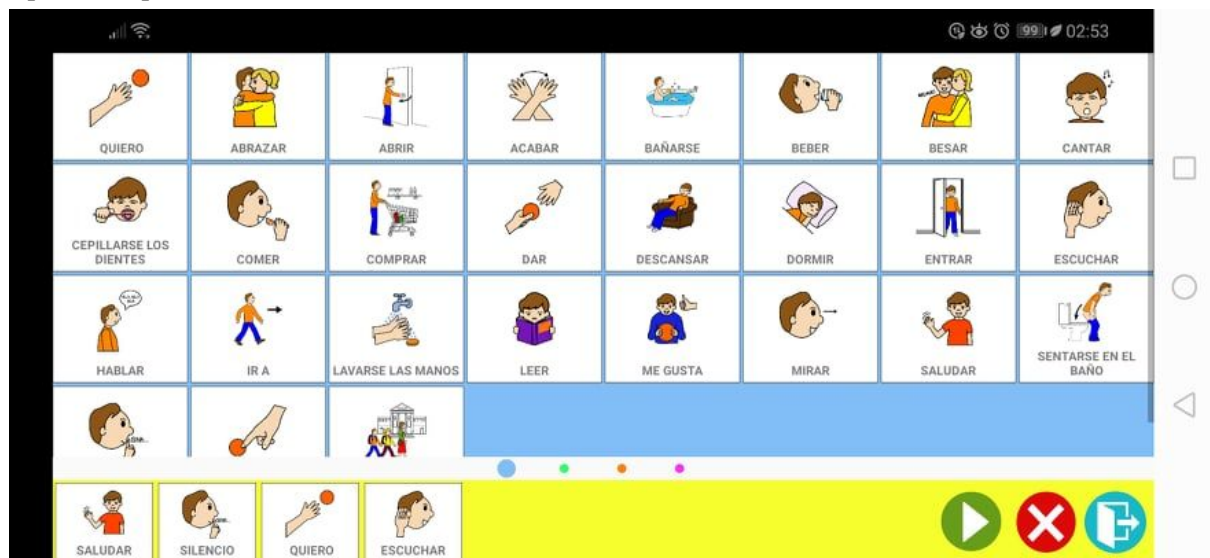 99 02:53
QUIERO ABRAZAR ABRIR ACABAR BAÑARSE BEBER BESAR CANTAR
CEPILLARSE LOS
DIENTES COMER COMPRAR DAR DESCANSAR DORMIR ENTRAR ESCUCHAR
HABLAR IR A LAVARSE LAS MANOS LEER ME GUSTA MIRAR SALUDAR SENTARSE EN EL
BAÑO
SALUDAR SILENCIO QUIERO ESCUCHAR